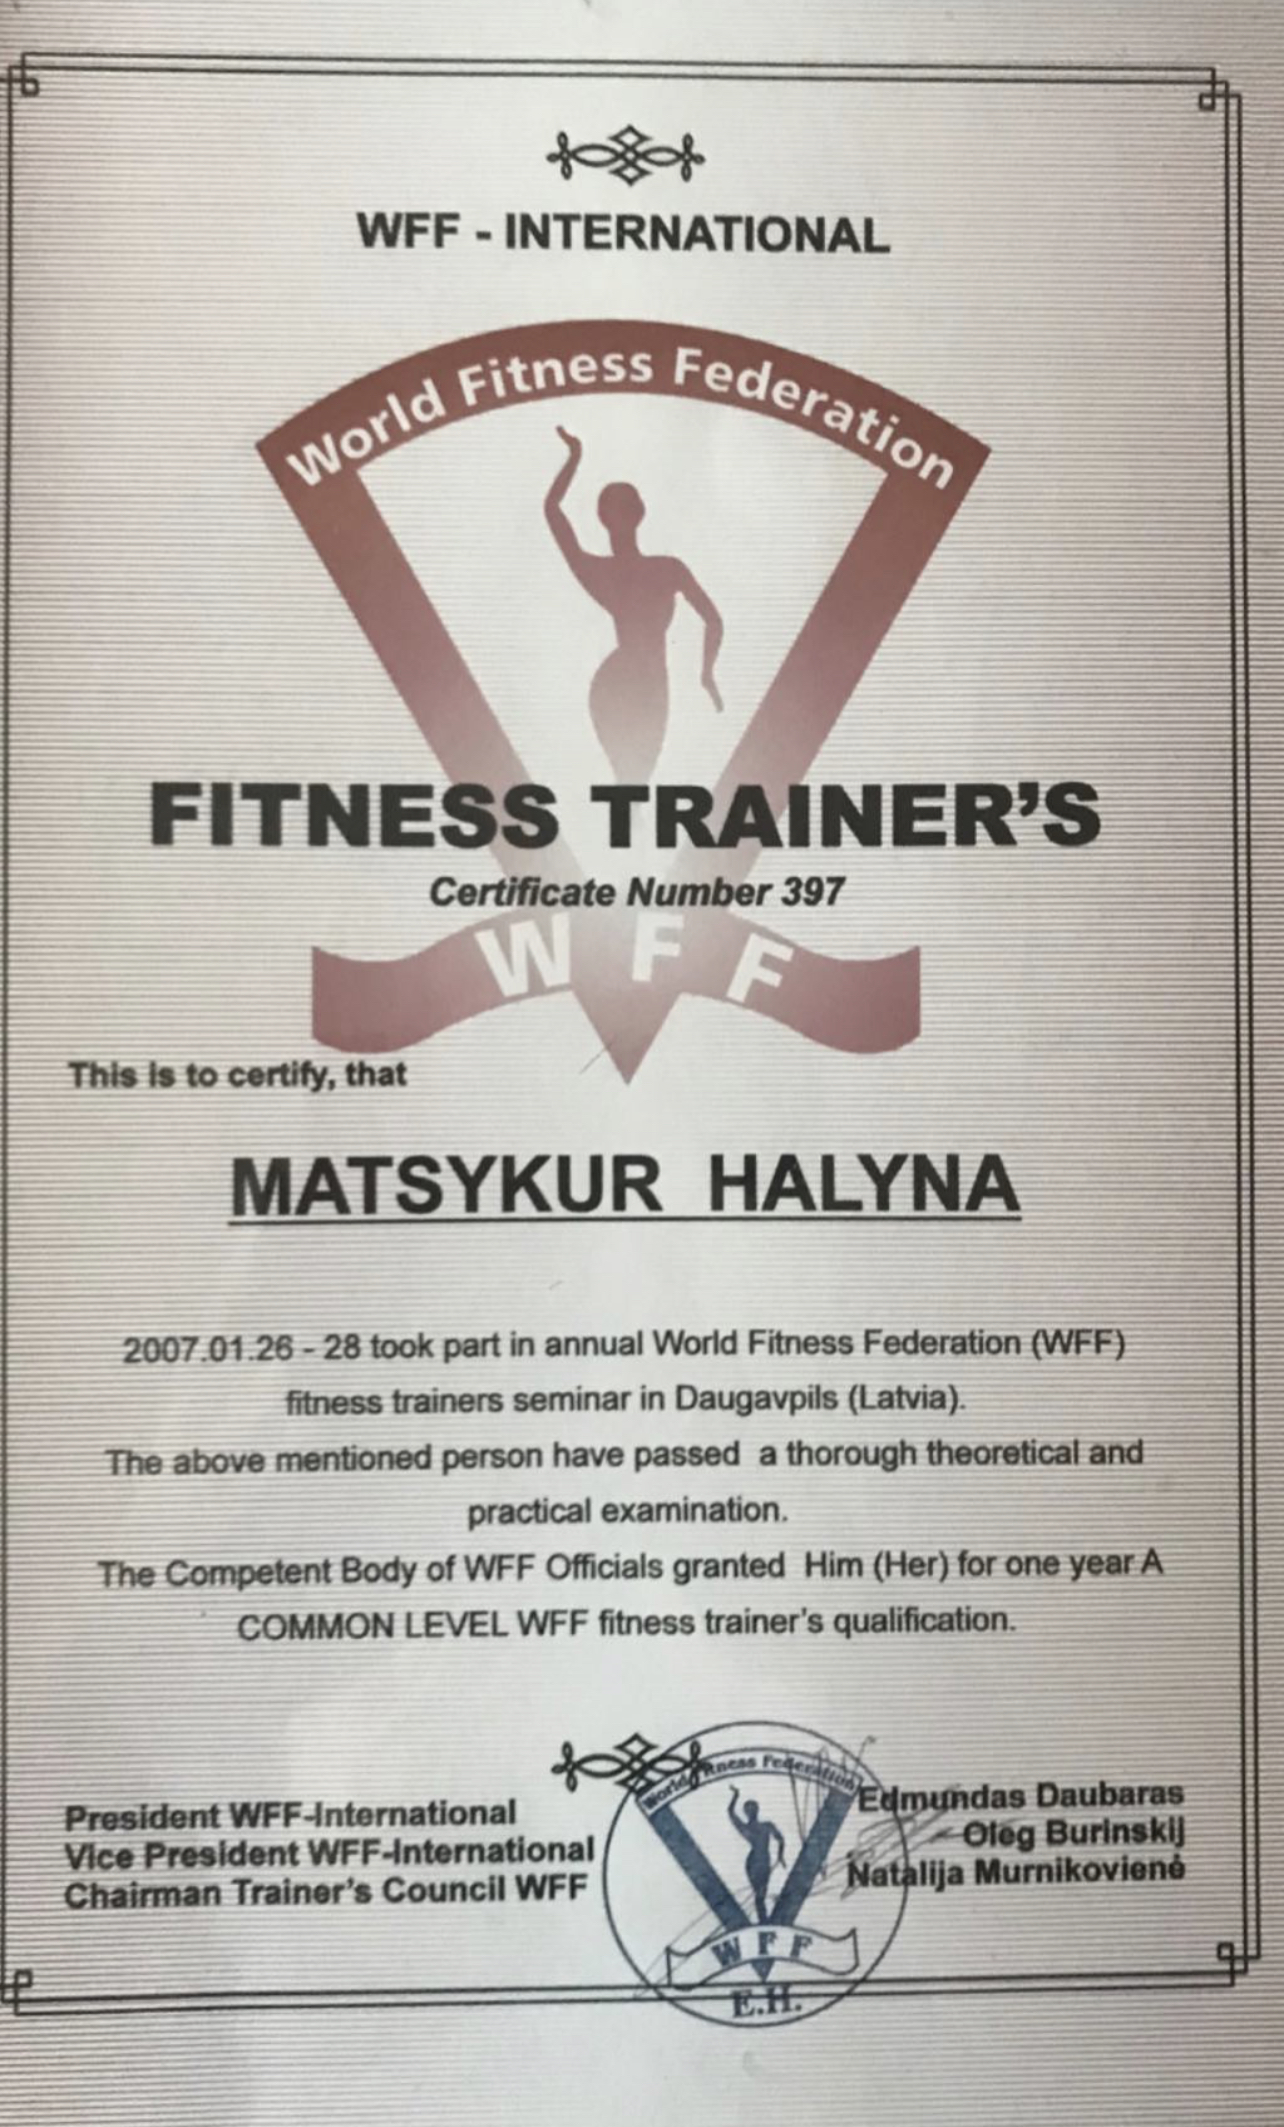 WFF - INTERNATIONAL
World Fitness Federation
FITNESS TRAINER’S
Certificate Number 397
W F F
This is to certify, that
MATSYKUR HALYNA
2007.01.26 - 28 took part in annual World Fitness Federation (WFF)
fitness trainers seminar in Daugavpils (Latvia).
The above mentioned person have passed a thorough theoretical and
practical examination.
The Competent Body of WFF Officials granted Him (Her) for one year A
COMMON LEVEL WFF fitness trainer's qualification.
President WFF-International Edmundas Daubaras
Vice President WFF-International Oleg Burinskij
Chairman Trainer's Council WFF Natalija Murnikovienė
World Fitness Federation
W F F
E.H.